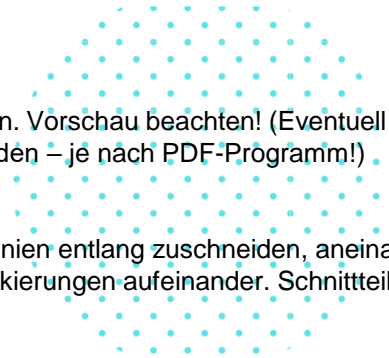 n. Vorschau beachten! (Eventuell
den – je nach PDF-Programm!)
nien entlang zuschneiden, aneina
kierungen aufeinander. Schnittteil